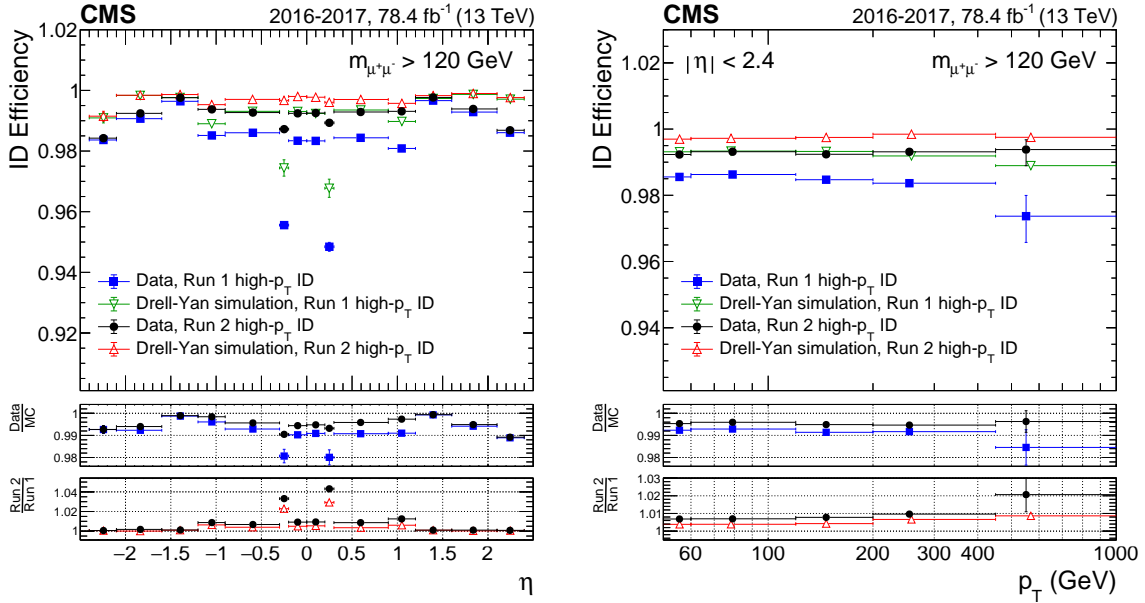 CMS
2016-2017, 78.4 fb⁻¹ (13 TeV)
ID Efficiency
1.02
1
0.98
0.96
0.94
0.92
m_μ⁺μ⁻ > 120 GeV
Data, Run 1 high-p_T ID
Drell-Yan simulation, Run 1 high-p_T ID
Data, Run 2 high-p_T ID
Drell-Yan simulation, Run 2 high-p_T ID
Data
MC
1
0.99
0.98
Run 2
Run 1
1.04
1.02
1
−2 −1.5 −1 −0.5 0 0.5 1 1.5 2
η
CMS
2016-2017, 78.4 fb⁻¹ (13 TeV)
ID Efficiency
1.02
1
0.98
0.96
0.94
|η| < 2.4
m_μ⁺μ⁻ > 120 GeV
Data, Run 1 high-p_T ID
Drell-Yan simulation, Run 1 high-p_T ID
Data, Run 2 high-p_T ID
Drell-Yan simulation, Run 2 high-p_T ID
Data
MC
1
0.99
0.98
Run 2
Run 1
1.03
1.02
1.01
1
100 200 300 400 1000
p_T (GeV)